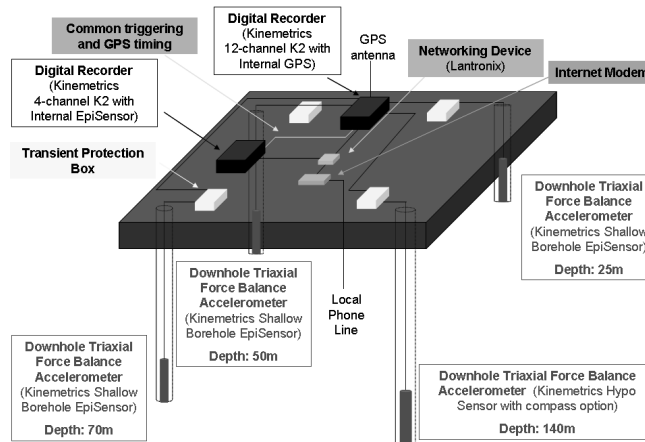 Common triggering
and GPS timing
Digital Recorder
(Kinemetrics
12-channel K2 with
Internal GPS)
GPS
antenna
Networking Device
(Lantronix)
Internet Modem
Digital Recorder
(Kinemetrics
4-channel K2 with
Internal EpiSensor)
Transient Protection
Box
Downhole Triaxial
Force Balance
Accelerometer
(Kinemetrics Shallow
Borehole EpiSensor)
Depth: 25m
Downhole Triaxial
Force Balance
Accelerometer
(Kinemetrics Shallow
Borehole EpiSensor)
Depth: 50m
Local
Phone
Line
Downhole Triaxial
Force Balance
Accelerometer
(Kinemetrics Shallow
Borehole EpiSensor)
Depth: 70m
Downhole Triaxial Force Balance
Accelerometer (Kinemetrics Hypo
Sensor with compass option)
Depth: 140m